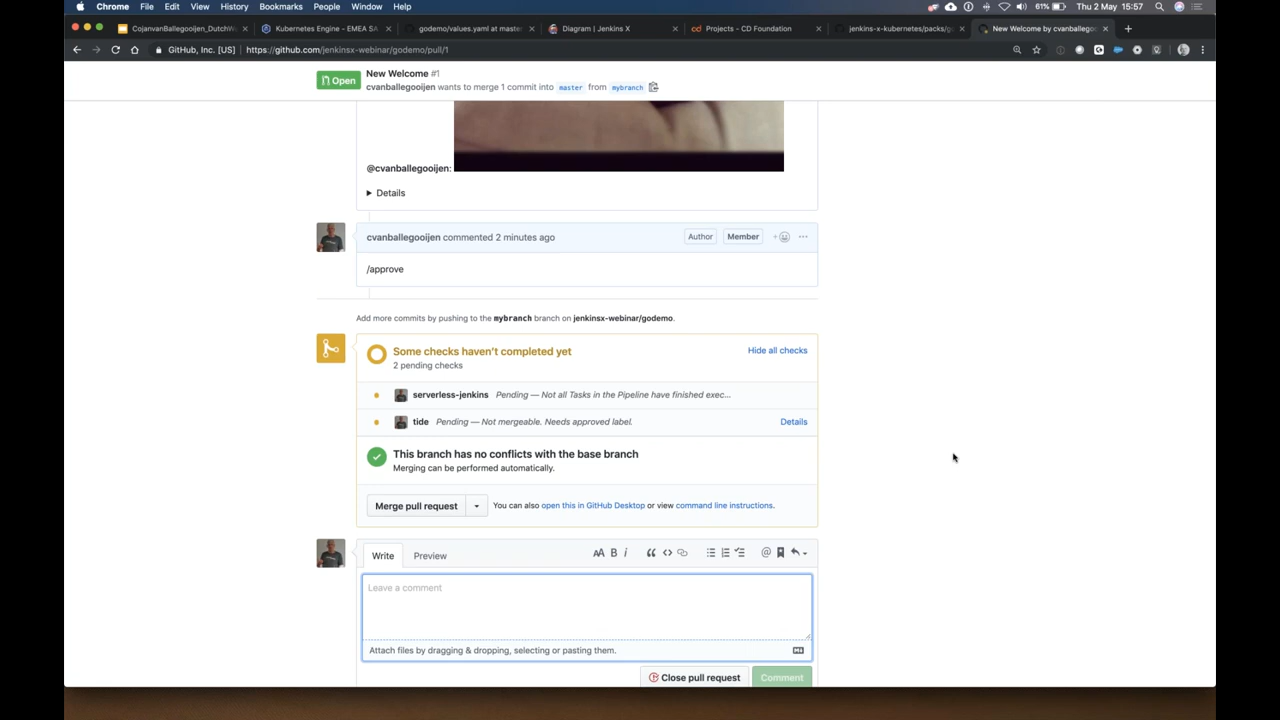 Chrome File Edit View History Bookmarks People Window Help
61% Thu 2 May 15:57
CojanvanBallegooijen_DutchW
Kubernetes Engine - EMEA SA
godemo/values.yaml at maste
Diagram | Jenkins X
Projects - CD Foundation
jenkins-x-kubernetes/packs/g
New Welcome by cvanballegoo
GitHub, Inc. [US] | https://github.com/jenkinsx-webinar/godemo/pull/1
Open
New Welcome #1
cvanballegooijen wants to merge 1 commit into master from mybranch
@cvanballegooijen:
Details
cvanballegooijen commented 2 minutes ago
Author Member
/approve
Add more commits by pushing to the mybranch branch on jenkinsx-webinar/godemo.
Some checks haven't completed yet
Hide all checks
2 pending checks
serverless-jenkins Pending — Not all Tasks in the Pipeline have finished exec...
tide Pending — Not mergeable. Needs approved label. Details
This branch has no conflicts with the base branch
Merging can be performed automatically.
Merge pull request You can also open this in GitHub Desktop or view command line instructions.
Write Preview
Leave a comment
Attach files by dragging & dropping, selecting or pasting them.
Close pull request Comment